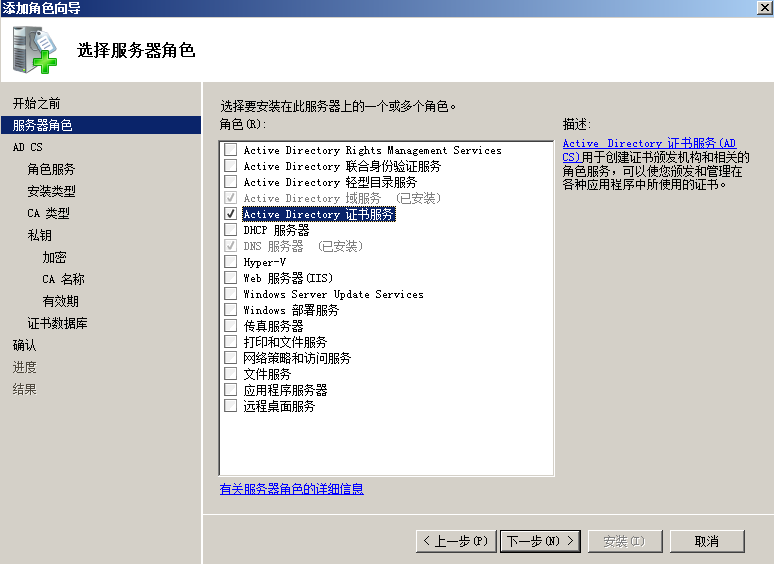 添加角色向导
选择服务器角色
开始之前
服务器角色
AD CS
角色服务
安装类型
CA 类型
私钥
加密
CA 名称
有效期
证书数据库
确认
进度
结果
选择要安装在此服务器上的一个或多个角色。
角色(R):
Active Directory Rights Management Services
Active Directory 联合身份验证服务
Active Directory 轻型目录服务
Active Directory 域服务 (已安装)
Active Directory 证书服务
DHCP 服务器
DNS 服务器 (已安装)
Hyper-V
Web 服务器(IIS)
Windows Server Update Services
Windows 部署服务
传真服务器
打印和文件服务
网络策略和访问服务
文件服务
应用程序服务器
远程桌面服务
有关服务器角色的详细信息
描述:
Active Directory 证书服务(AD
CS)用于创建证书颁发机构和相关的
角色服务，可以使您颁发和管理在
各种应用程序中所使用的证书。
< 上一步(P)
下一步(N) >
安装(I)
取消